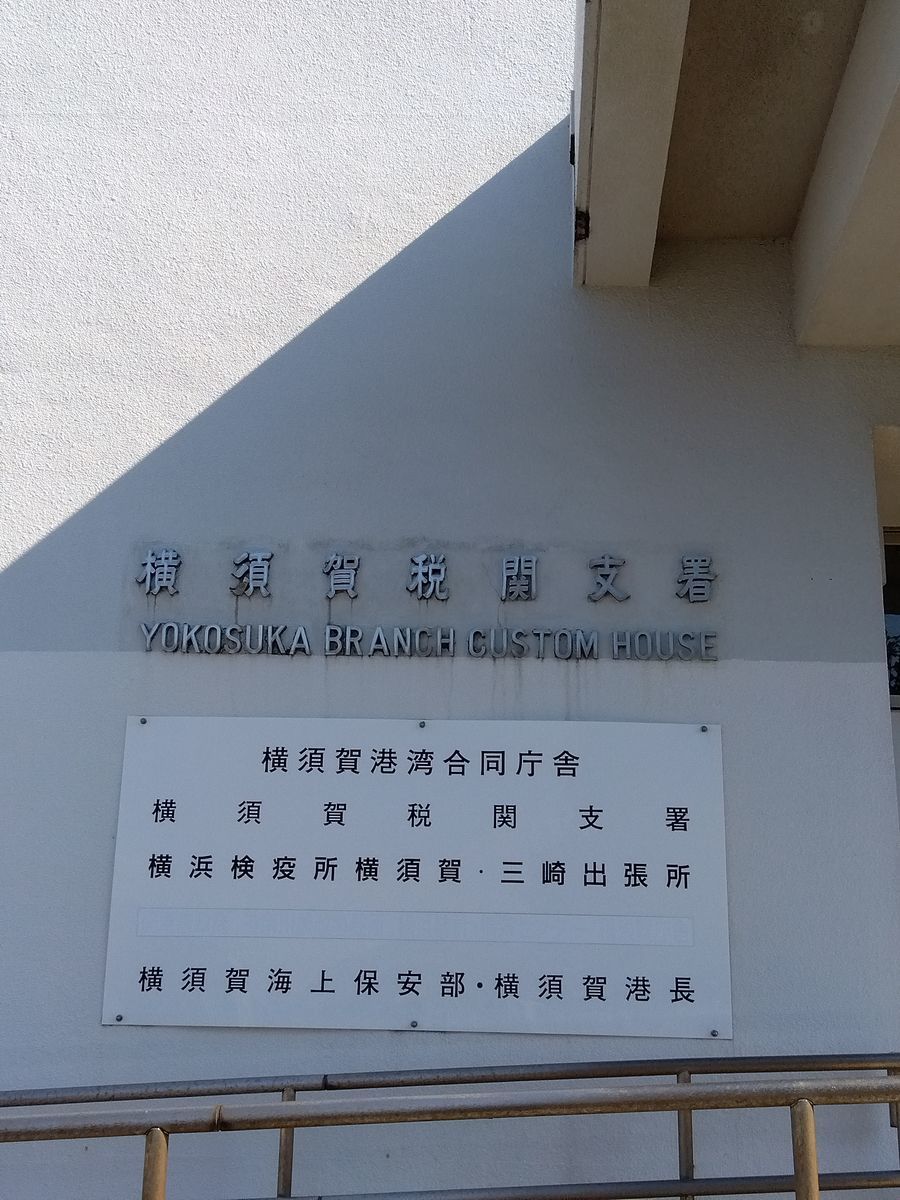 横須賀税関支署
YOKOSUKA BRANCH CUSTOM HOUSE
横須賀港湾合同庁舎
横須賀税関支署
横浜検疫所横須賀・三崎出張所
横須賀海上保安部・横須賀港長